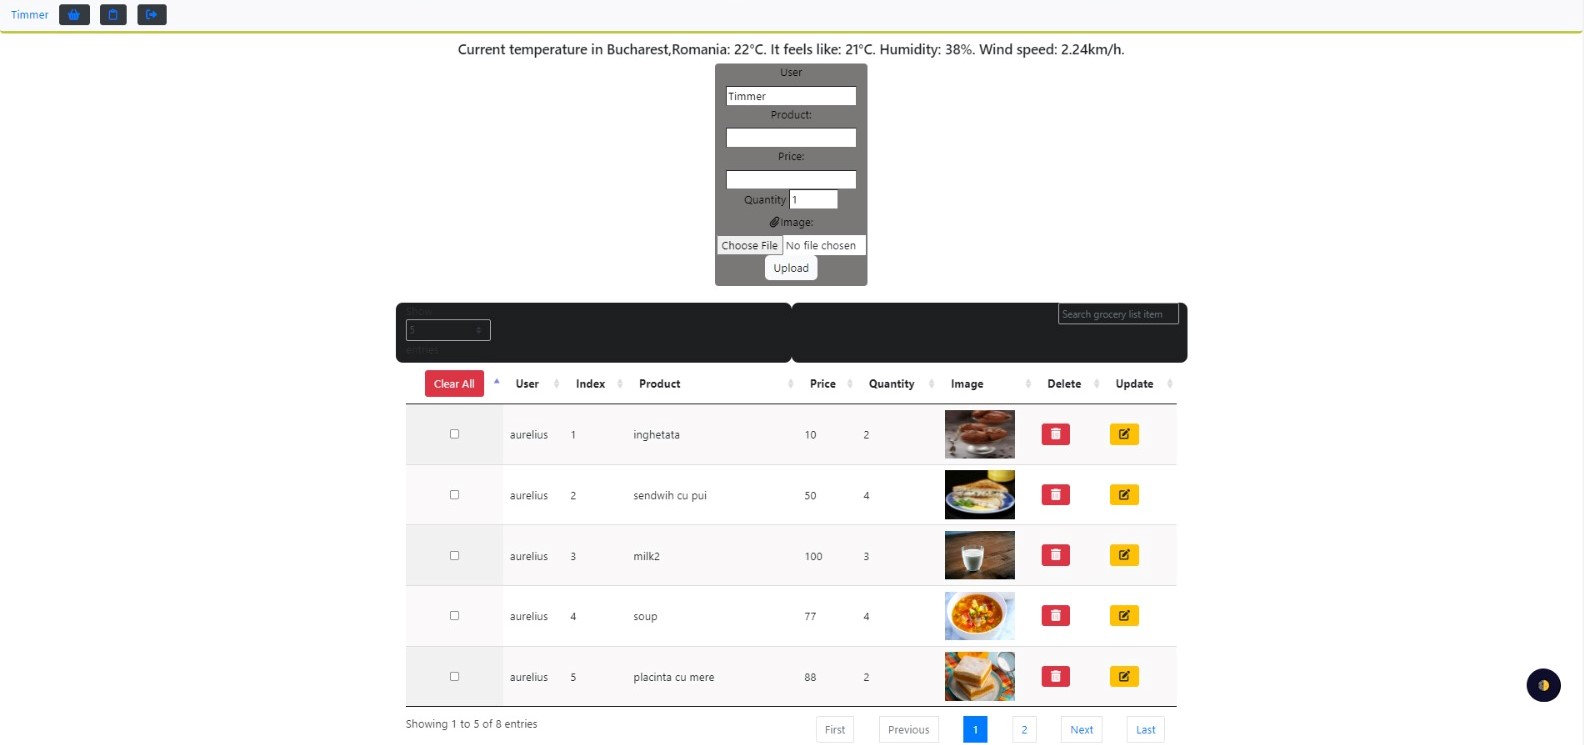 Timmer
Current temperature in Bucharest,Romania: 22°C. It feels like: 21°C. Humidity: 38%. Wind speed: 2.24km/h.
User
Timmer
Product:
Price:
Quantity 1
Image:
Choose File No file chosen
Upload
Show
5
entries
Search grocery list item
Clear All User Index Product Price Quantity Image Delete Update
aurelius 1 inghetata 10 2
aurelius 2 sendwih cu pui 50 4
aurelius 3 milk2 100 3
aurelius 4 soup 77 4
aurelius 5 placinta cu mere 88 2
Showing 1 to 5 of 8 entries
First Previous 1 2 Next Last